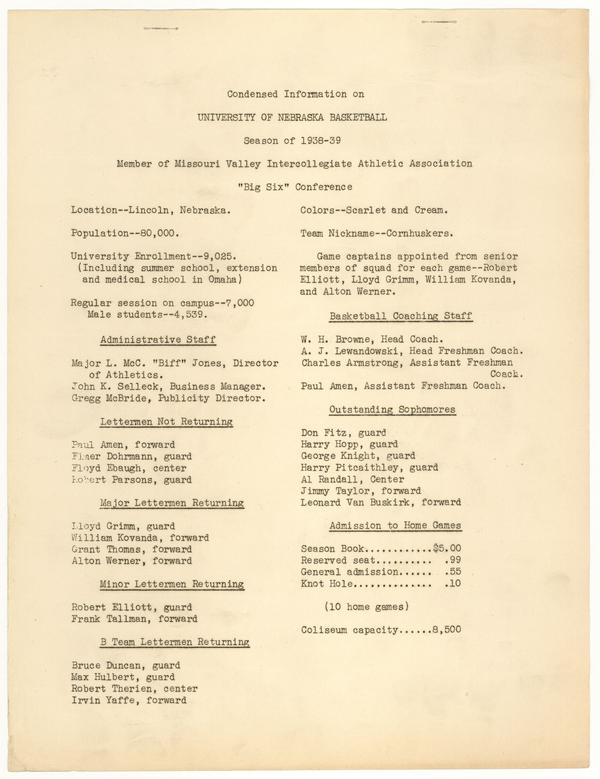 Condensed Information on
UNIVERSITY OF NEBRASKA BASKETBALL
Season of 1938-39
Member of Missouri Valley Intercollegiate Athletic Association
"Big Six" Conference
Location--Lincoln, Nebraska.
Population--80,000.
University Enrollment--9,025.
(Including summer school, extension
and medical school in Omaha)
Regular session on campus--7,000
Male students--4,539.
Administrative Staff
Major L. McC. "Biff" Jones, Director
of Athletics.
John K. Selleck, Business Manager.
Gregg McBride, Publicity Director.
Lettermen Not Returning
Paul Amen, forward
Elmer Dohrmann, guard
Floyd Ebaugh, center
Robert Parsons, guard
Major Lettermen Returning
Lloyd Grimm, guard
William Kovanda, forward
Grant Thomas, forward
Alton Werner, forward
Minor Lettermen Returning
Robert Elliott, guard
Frank Tallman, forward
B Team Lettermen Returning
Bruce Duncan, guard
Max Hulbert, guard
Robert Therien, center
Irvin Yaffe, forward
Colors--Scarlet and Cream.
Team Nickname--Cornhuskers.
Game captains appointed from senior
members of squad for each game--Robert
Elliott, Lloyd Grimm, William Kovanda,
and Alton Werner.
Basketball Coaching Staff
W. H. Browne, Head Coach.
A. J. Lewandowski, Head Freshman Coach.
Charles Armstrong, Assistant Freshman
Coach.
Paul Amen, Assistant Freshman Coach.
Outstanding Sophomores
Don Fitz, guard
Harry Hopp, guard
George Knight, guard
Harry Pitcaithley, guard
Al Randall, Center
Jimmy Taylor, forward
Leonard Van Buskirk, forward
Admission to Home Games
Season Book............$5.00
Reserved seat.......... .99
General admission...... .55
Knot Hole.............. .10
(10 home games)
Coliseum capacity......8,500